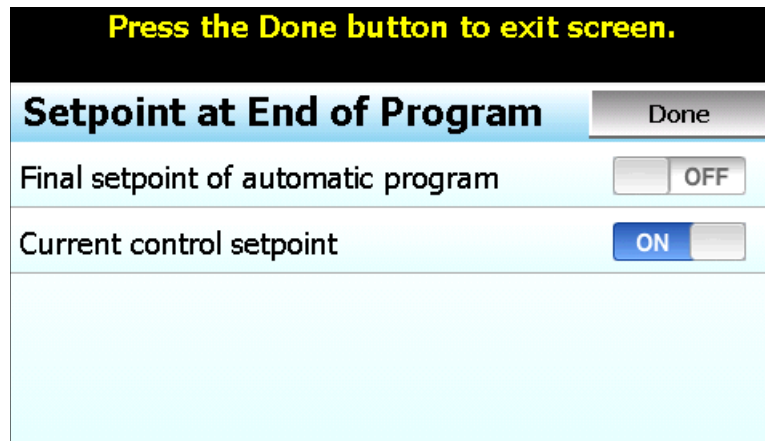 Press the Done button to exit screen.
Setpoint at End of Program Done
Final setpoint of automatic program OFF
Current control setpoint ON